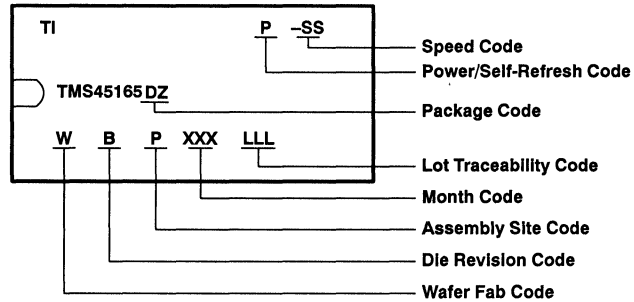 TI P –SS
Speed Code
Power/Self-Refresh Code
TMS45165DZ
Package Code
W B P XXX LLL
Lot Traceability Code
Month Code
Assembly Site Code
Die Revision Code
Wafer Fab Code